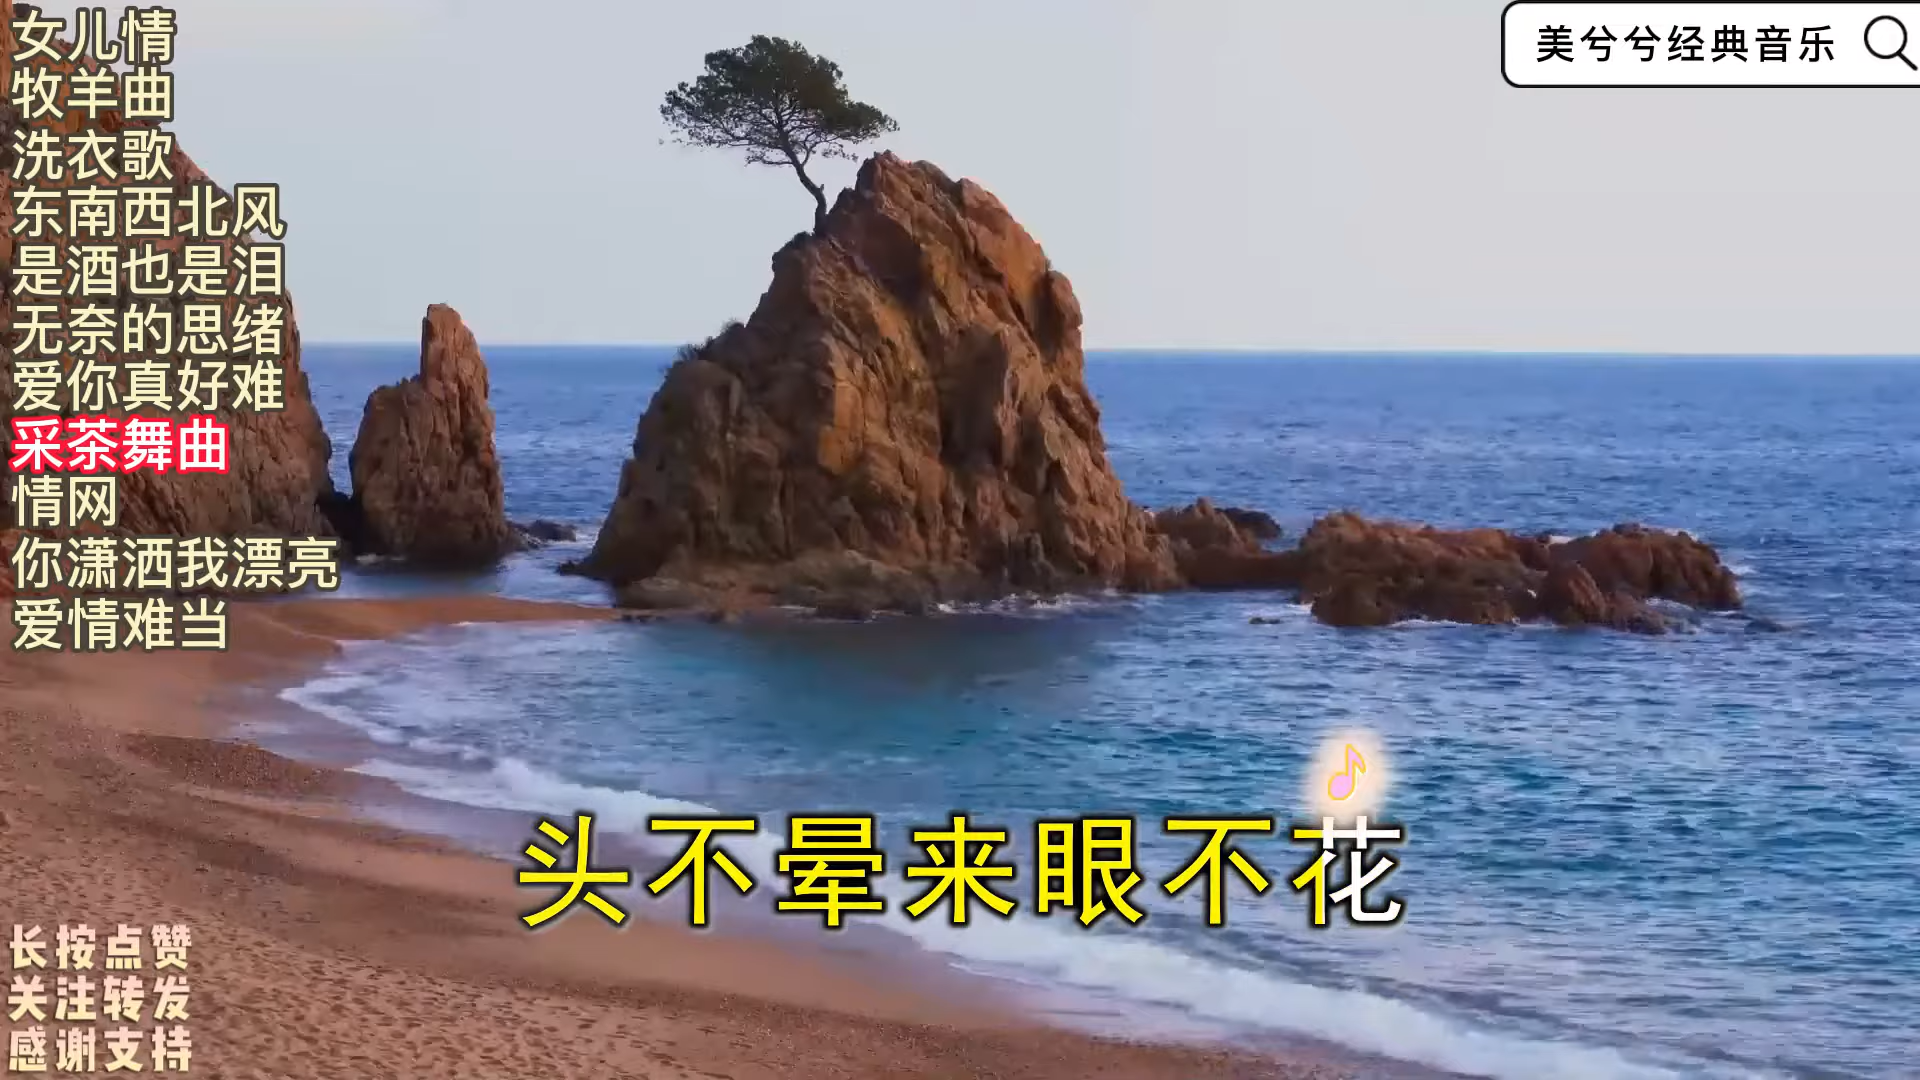 女儿情
牧羊曲
洗衣歌
东南西北风
是酒也是泪
无奈的思绪
爱你真好难
采茶舞曲
情网
你潇洒我漂亮
爱情难当
美兮兮经典音乐
头不晕来眼不花
长按点赞
关注转发
感谢支持